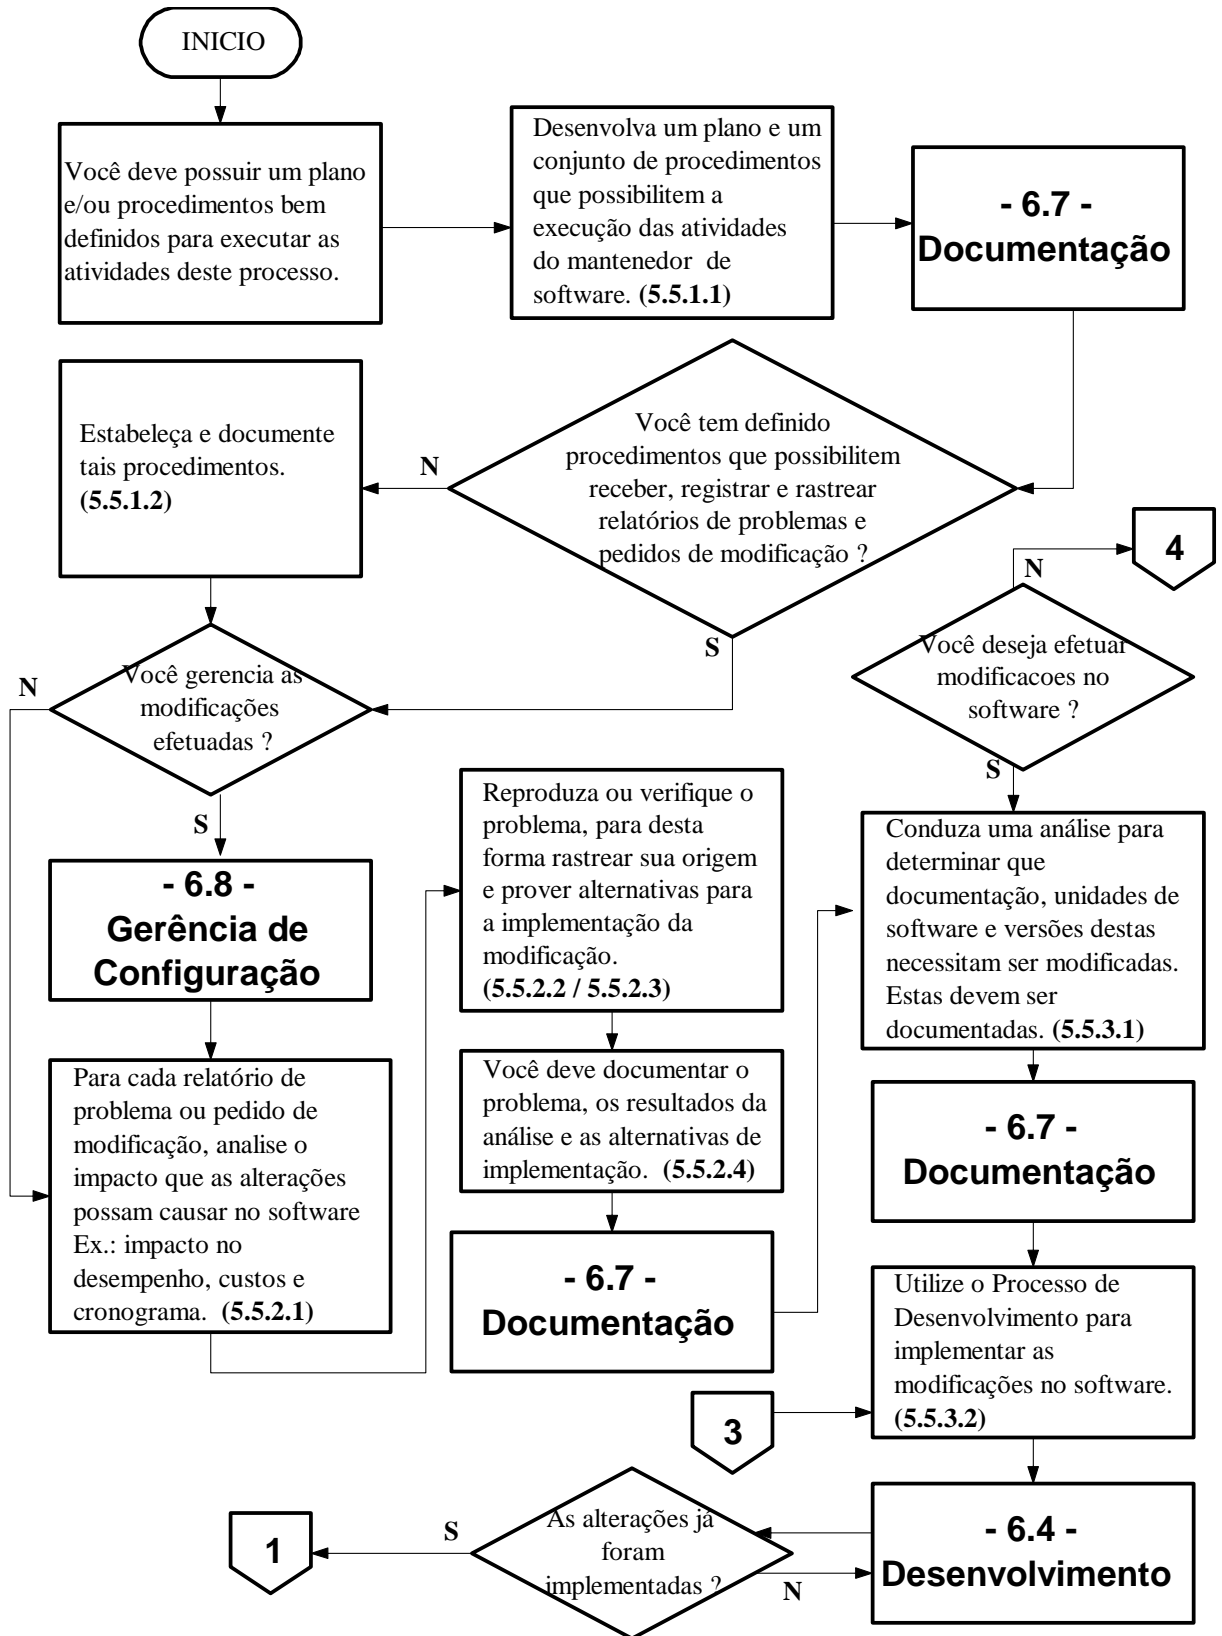 INICIO
Você deve possuir um plano
e/ou procedimentos bem
definidos para executar as
atividades deste processo.
Desenvolva um plano e um
conjunto de procedimentos
que possibilitem a
execução das atividades
do mantenedor de
software. (5.5.1.1)
- 6.7 -
Documentação
Você tem definido
procedimentos que possibilitem
receber, registrar e rastrear
relatórios de problemas e
pedidos de modificação ?
N
S
Estabeleça e documente
tais procedimentos.
(5.5.1.2)
Você gerencia as
modificações
efetuadas ?
N
S
- 6.8 -
Gerência de
Configuração
Para cada relatório de
problema ou pedido de
modificação, analise o
impacto que as alterações
possam causar no software
Ex.: impacto no
desempenho, custos e
cronograma. (5.5.2.1)
Reproduza ou verifique o
problema, para desta
forma rastrear sua origem
e prover alternativas para
a implementação da
modificação.
(5.5.2.2 / 5.5.2.3)
Você deve documentar o
problema, os resultados da
análise e as alternativas de
implementação. (5.5.2.4)
- 6.7 -
Documentação
4
N
Você deseja efetuar
modificacoes no
software ?
S
Conduza uma análise para
determinar que
documentação, unidades de
software e versões destas
necessitam ser modificadas.
Estas devem ser
documentadas. (5.5.3.1)
- 6.7 -
Documentação
Utilize o Processo de
Desenvolvimento para
implementar as
modificações no software.
(5.5.3.2)
3
- 6.4 -
Desenvolvimento
As alterações já
foram
implementadas ?
S
N
1